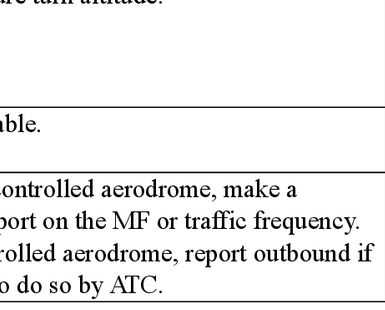 turn altitude.
able.
controlled aerodrome, make a
port on the MF or traffic frequency.
rolled aerodrome, report outbound if
o do so by ATC.